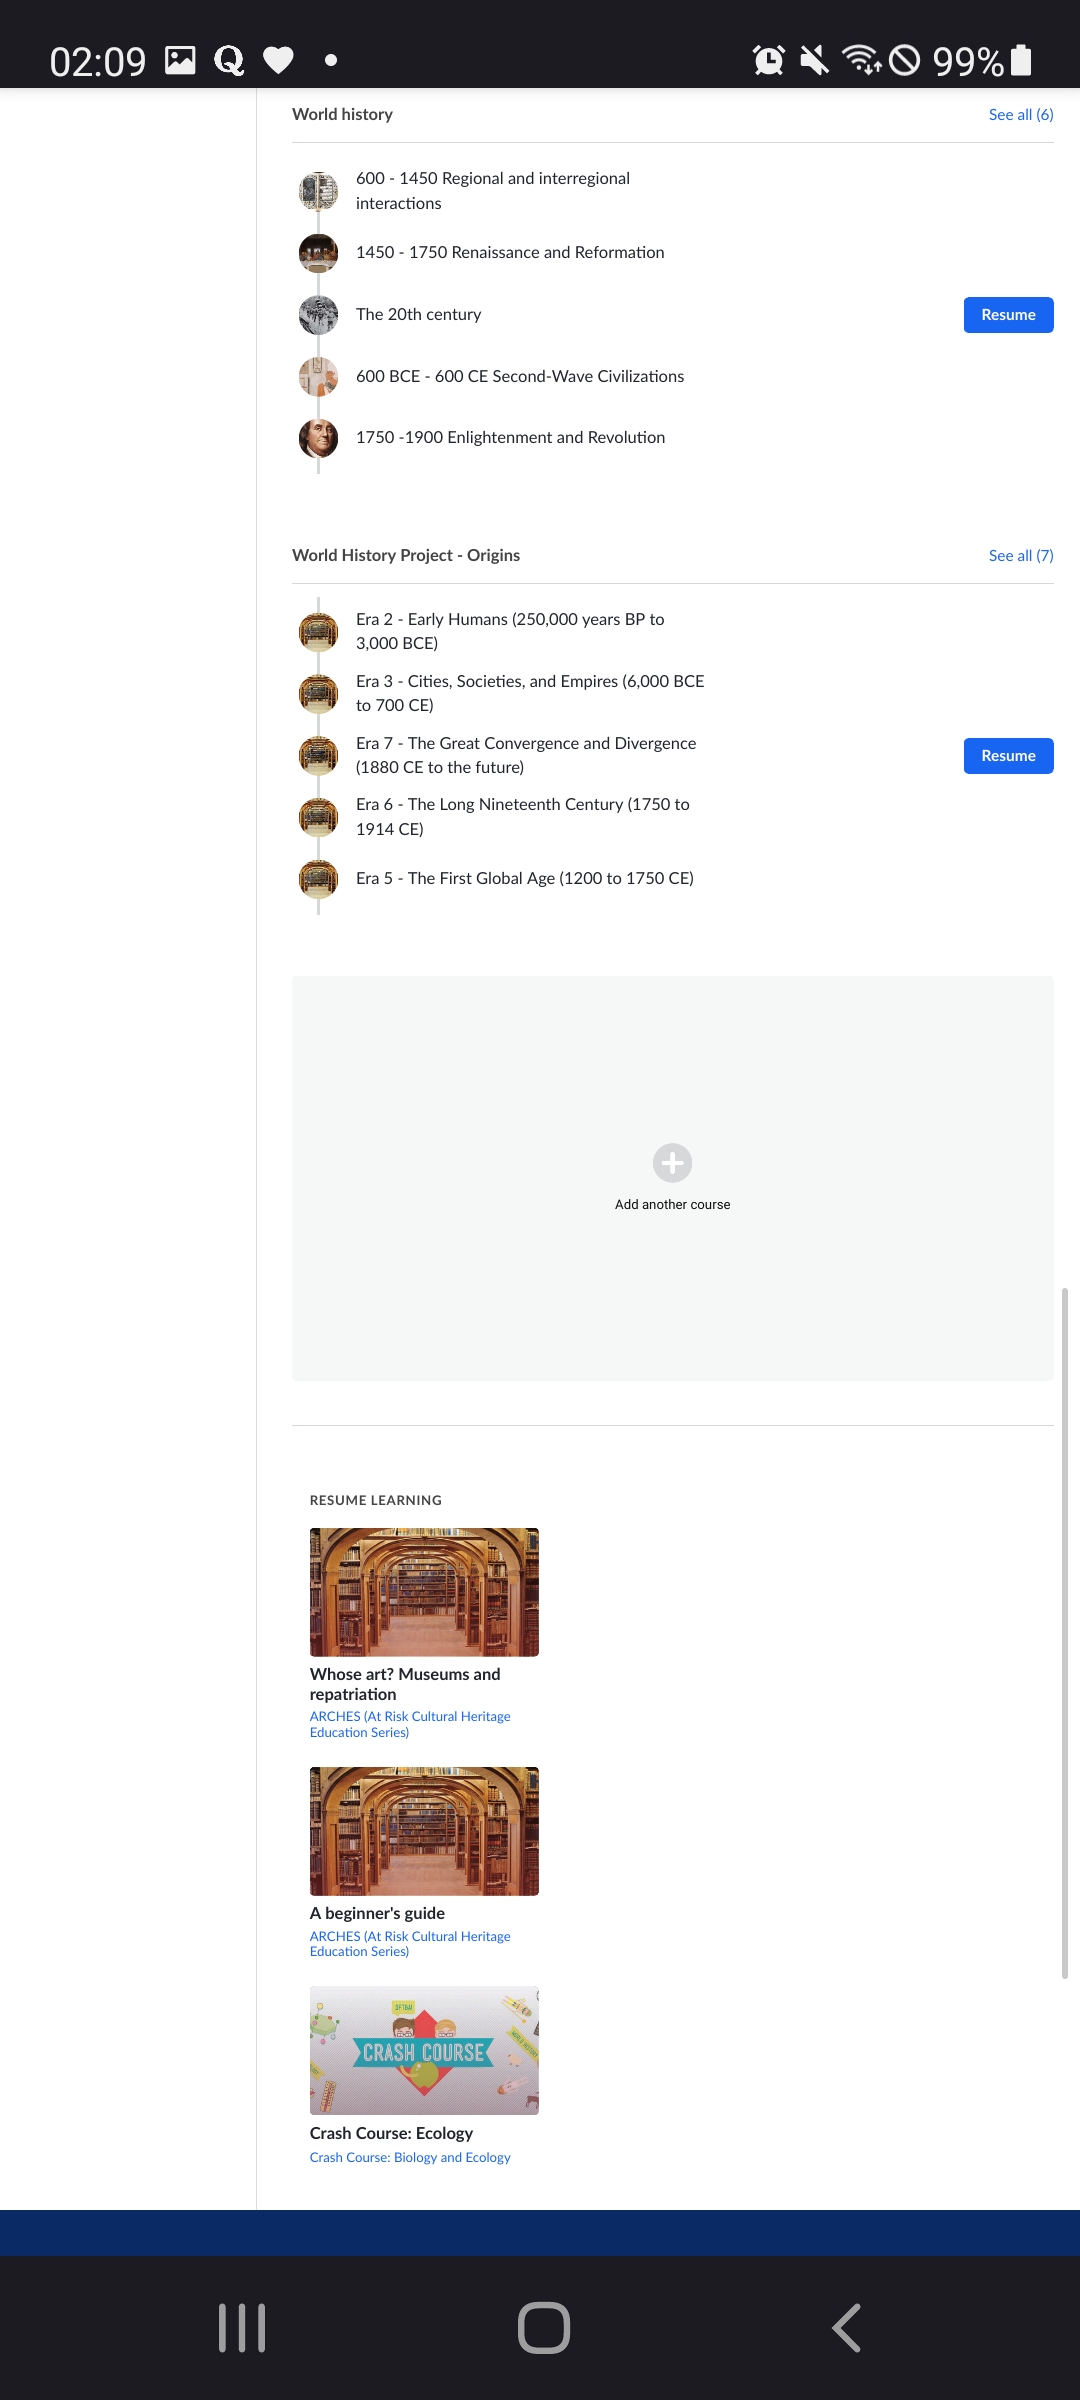 02:09
99%
World history
See all (6)
600 - 1450 Regional and interregional
interactions
1450 - 1750 Renaissance and Reformation
The 20th century
Resume
600 BCE - 600 CE Second-Wave Civilizations
1750 -1900 Enlightenment and Revolution
World History Project - Origins
See all (7)
Era 2 - Early Humans (250,000 years BP to
3,000 BCE)
Era 3 - Cities, Societies, and Empires (6,000 BCE
to 700 CE)
Era 7 - The Great Convergence and Divergence
(1880 CE to the future)
Resume
Era 6 - The Long Nineteenth Century (1750 to
1914 CE)
Era 5 - The First Global Age (1200 to 1750 CE)
Add another course
RESUME LEARNING
Whose art? Museums and
repatriation
ARCHES (At Risk Cultural Heritage
Education Series)
A beginner's guide
ARCHES (At Risk Cultural Heritage
Education Series)
CRASH COURSE
Crash Course: Ecology
Crash Course: Biology and Ecology